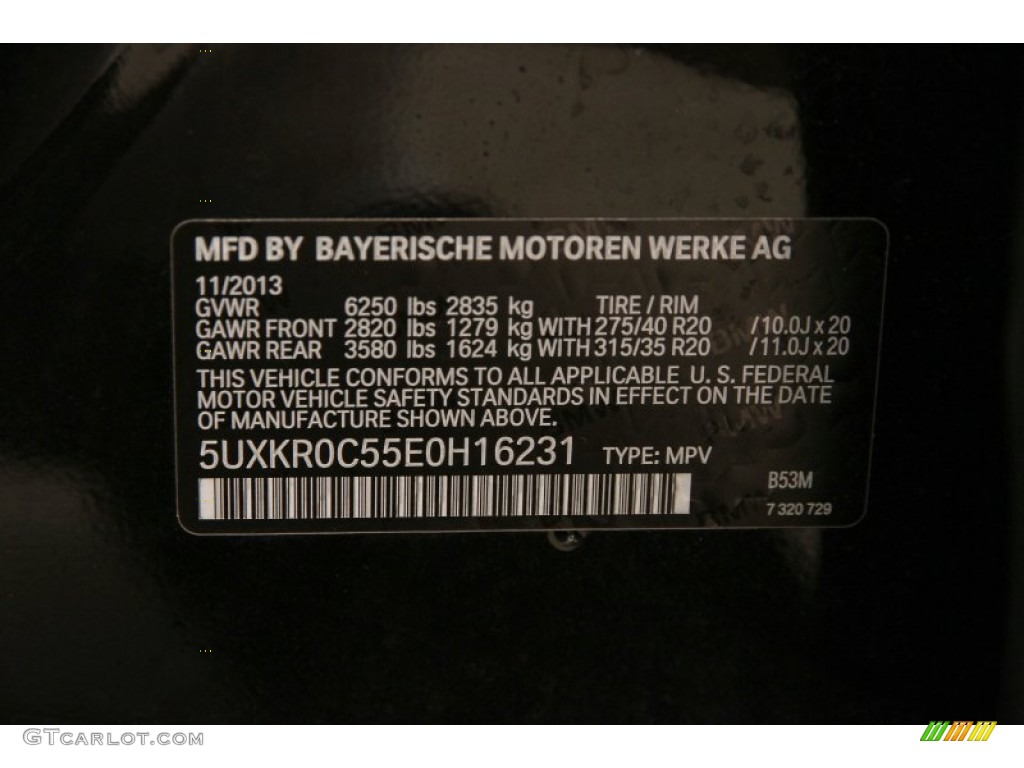 MFD BY BAYERISCHE MOTOREN WERKE AG
11/2013
GVWR 6250 lbs 2835 kg TIRE / RIM
GAWR FRONT 2820 lbs 1279 kg WITH 275/40 R20 /10.0J x 20
GAWR REAR 3580 lbs 1624 kg WITH 315/35 R20 /11.0J x 20
THIS VEHICLE CONFORMS TO ALL APPLICABLE U. S. FEDERAL
MOTOR VEHICLE SAFETY STANDARDS IN EFFECT ON THE DATE
OF MANUFACTURE SHOWN ABOVE.
5UXKR0C55E0H16231 TYPE: MPV
B53M
7 320 729
GTCARLOT.COM